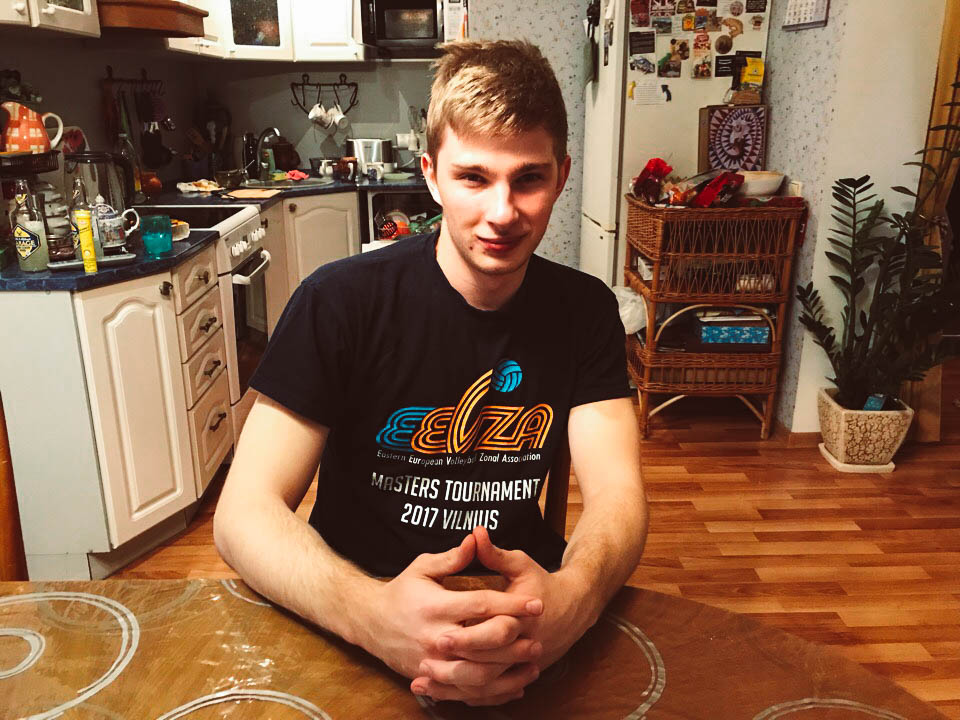 EEVZA
Eastern European Volleyball Zonal Association
MASTERS TOURNAMENT
2017 VILNIUS